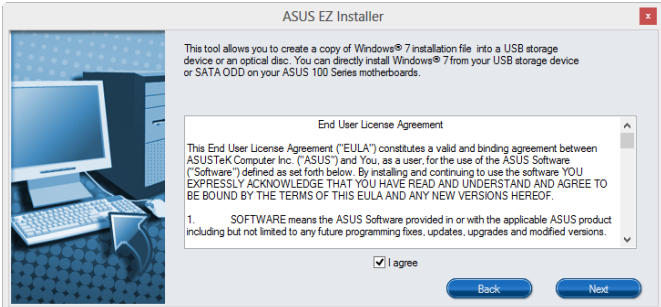 ASUS EZ Installer
x
This tool allows you to create a copy of Windows® 7 installation file into a USB storage
device or an optical disc. You can directly install Windows® 7 from your USB storage device
or SATA ODD on your ASUS 100 Series motherboards.
End User License Agreement
This End User License Agreement ("EULA") constitutes a valid and binding agreement between
ASUSTeK Computer Inc. ("ASUS") and You, as a user, for the use of the ASUS Software
("Software") defined as set forth below. By installing and continuing to use the software YOU
EXPRESSLY ACKNOWLEDGE THAT YOU HAVE READ AND UNDERSTAND AND AGREE TO
BE BOUND BY THE TERMS OF THIS EULA AND ANY NEW VERSIONS HEREOF.
1. SOFTWARE means the ASUS Software provided in or with the applicable ASUS product
including but not limited to any future programming fixes, updates, upgrades and modified versions.
I agree
Back Next